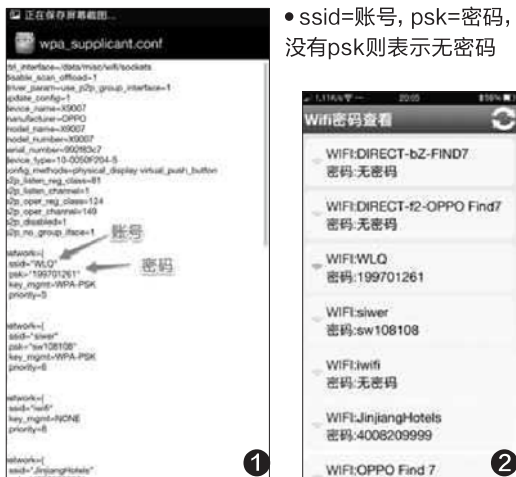 正在保存屏幕截图...
wpa_supplicant.conf
ctrl_interface=/data/misc/wifi/sockets
disable_scan_offload=1
driver_param=use_p2p_group_interface=1
update_config=1
device_name=X9007
manufacturer=OPPO
model_name=X9007
model_number=X9007
serial_number=992f83c7
device_type=10-0050F204-5
config_methods=physical_display virtual_push_button
p2p_listen_reg_class=81
p2p_listen_channel=1
p2p_oper_reg_class=124
p2p_oper_channel=149
p2p_disabled=1
p2p_no_group_iface=1
network={
ssid="WLQ"
账号
psk="199701261"
密码
key_mgmt=WPA-PSK
priority=5
network={
ssid="siwer"
psk="sw108108"
key_mgmt=WPA-PSK
priority=6
network={
ssid="iwifi"
key_mgmt=NONE
priority=8
network={
ssid="JinjiangHotels"
1
●ssid=账号, psk=密码,
没有psk则表示无密码
20:05
Wifi密码查看
WIFI:DIRECT-bZ-FIND7
密码:无密码
WIFI:DIRECT-f2-OPPO Find7
密码:无密码
WIFI:WLQ
密码:199701261
WIFI:siwer
密码:sw108108
WIFI:iwifi
密码:无密码
WIFI:JinjiangHotels
密码:4008209999
WIFI:OPPO Find 7
2